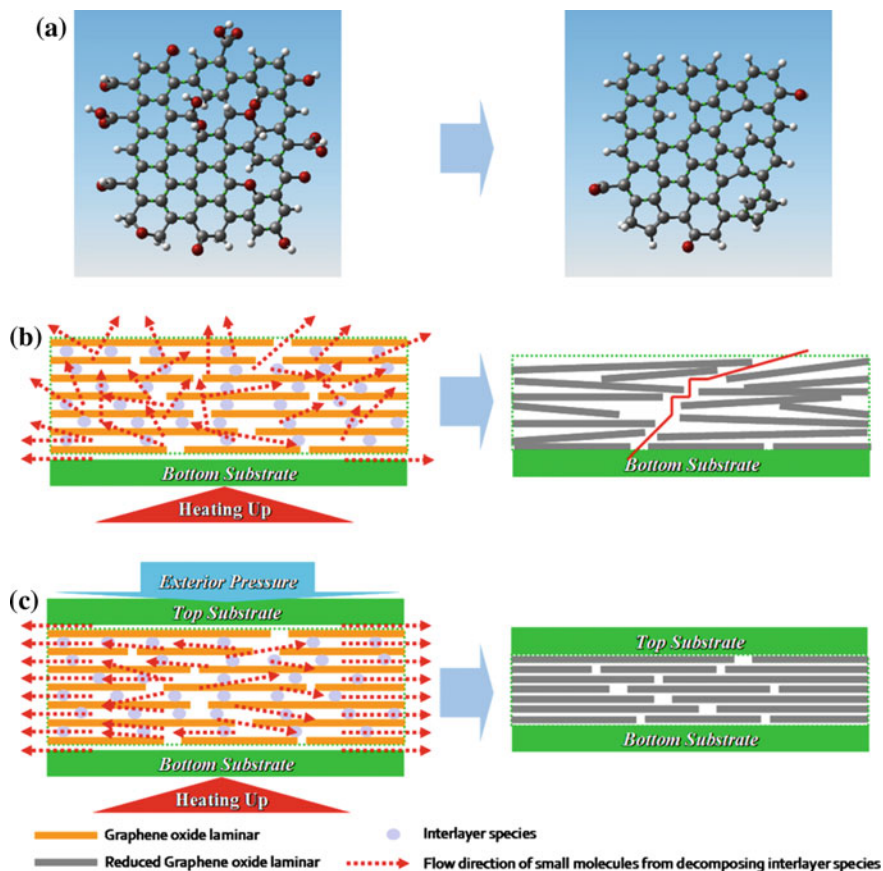 (a)
(b)
Bottom Substrate
Heating Up
Bottom Substrate
(c)
Exterior Pressure
Top Substrate
Bottom Substrate
Heating Up
Top Substrate
Bottom Substrate
Graphene oxide laminar
Interlayer species
Reduced Graphene oxide laminar
Flow direction of small molecules from decomposing interlayer species